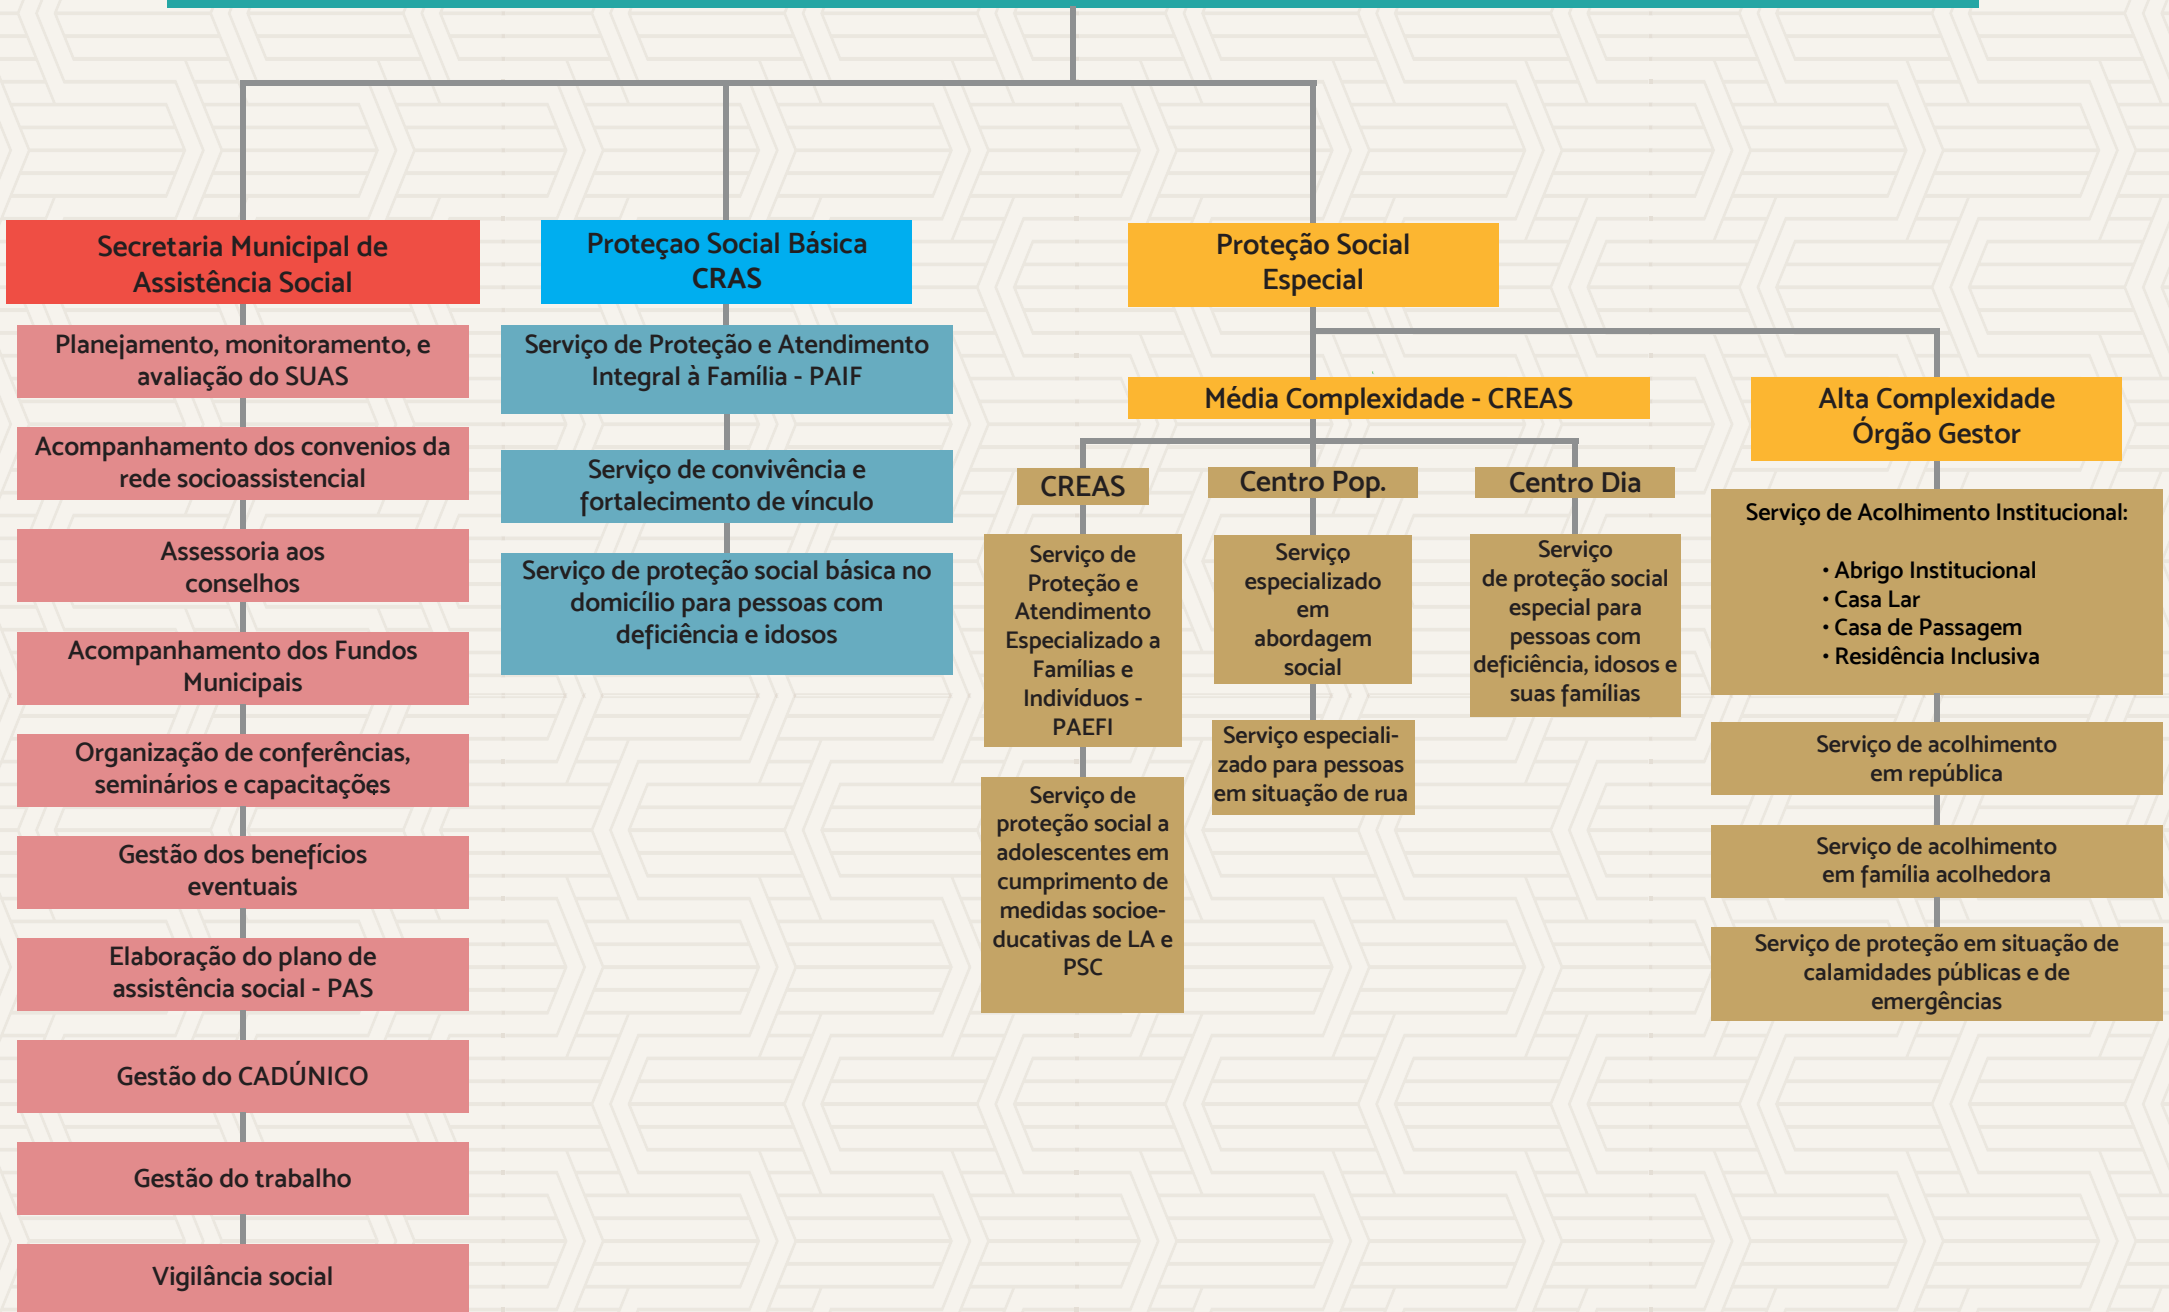 Secretaria Municipal de
Assistência Social
Planejamento, monitoramento, e
avaliação do SUAS
Acompanhamento dos convenios da
rede socioassistencial
Assessoria aos
conselhos
Acompanhamento dos Fundos
Municipais
Organização de conferências,
seminários e capacitações
Gestão dos benefícios
eventuais
Elaboração do plano de
assistência social - PAS
Gestão do CADÚNICO
Gestão do trabalho
Vigilância social
Proteçao Social Básica
CRAS
Serviço de Proteção e Atendimento
Integral à Família - PAIF
Serviço de convivência e
fortalecimento de vínculo
Serviço de proteção social básica no
domicílio para pessoas com
deficiência e idosos
Proteção Social
Especial
Média Complexidade - CREAS
CREAS
Serviço de
Proteção e
Atendimento
Especializado a
Famílias e
Indivíduos -
PAEFI
Serviço de
proteção social a
adolescentes em
cumprimento de
medidas socioe-
ducativas de LA e
PSC
Centro Pop.
Serviço
especializado
em
abordagem
social
Serviço especiali-
zado para pessoas
em situação de rua
Centro Dia
Serviço
de proteção social
especial para
pessoas com
deficiência, idosos e
suas famílias
Alta Complexidade
Órgão Gestor
Serviço de Acolhimento Institucional:
• Abrigo Institucional
• Casa Lar
• Casa de Passagem
• Residência Inclusiva
Serviço de acolhimento
em república
Serviço de acolhimento
em família acolhedora
Serviço de proteção em situação de
calamidades públicas e de
emergências